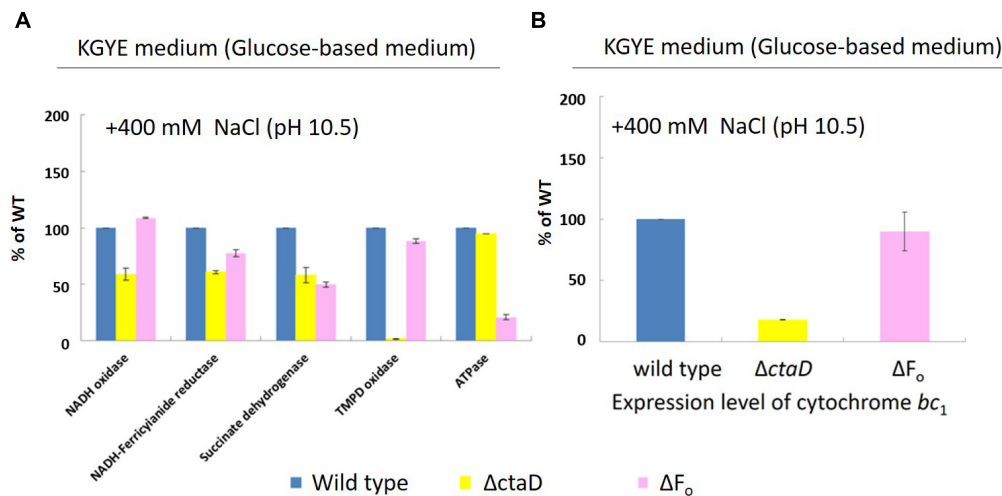 A
KGYE medium (Glucose-based medium)
+400 mM NaCl (pH 10.5)
% of WT
200
150
100
50
0
NADH oxidase
NADH-Ferricyianide reductase
Succinate dehydrogenase
TMPD oxidase
ATPase
B
KGYE medium (Glucose-based medium)
+400 mM NaCl (pH 10.5)
% of WT
200
150
100
50
0
wild type ΔctaD ΔFₒ
Expression level of cytochrome bc₁
Wild type ΔctaD ΔFₒ